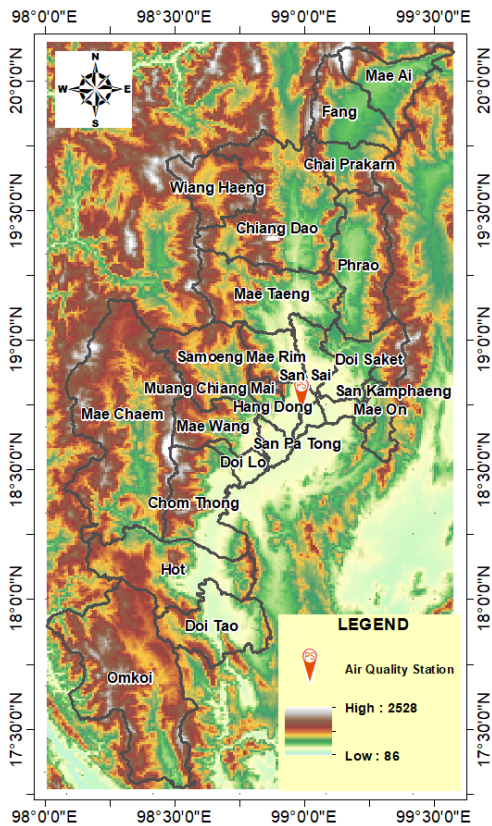 98°0'0"E 98°30'0"E 99°0'0"E 99°30'0"E
N
W E
S
20°0'0"N 20°0'0"N
Mae Ai
Fang
Chai Prakarn
Wiang Haeng
19°30'0"N 19°30'0"N
Chiang Dao
Phrao
Mae Taeng
19°0'0"N 19°0'0"N
Samoeng Mae Rim Doi Saket
San Sai
PS
Muang Chiang Mai San Kamphaeng
Mae Chaem Hang Dong Mae On
Mae Wang
San Pa Tong
Doi Lo
18°30'0"N 18°30'0"N
Chom Thong
Hot
18°0'0"N 18°0'0"N
Doi Tao
LEGEND
PS
Air Quality Station
Omkoi
High : 2528
17°30'0"N 17°30'0"N
Low : 86
98°0'0"E 98°30'0"E 99°0'0"E 99°30'0"E